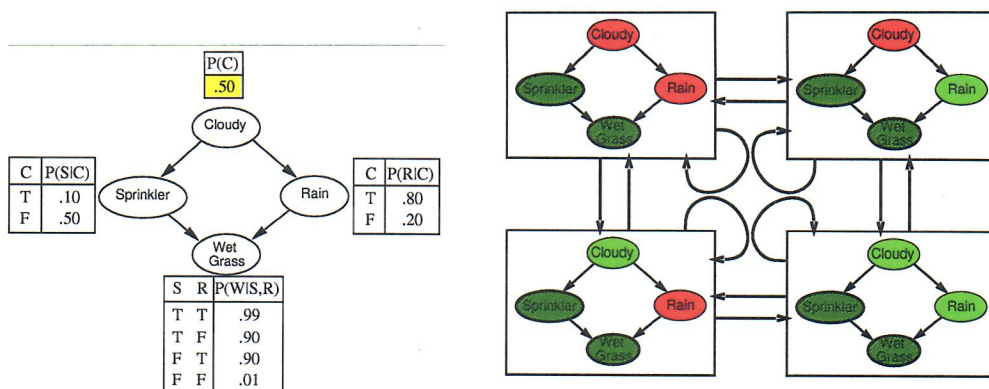 P(C)
.50
Cloudy
C P(S|C)
T .10
F .50
Sprinkler
Rain
C P(R|C)
T .80
F .20
Wet
Grass
S R P(W|S,R)
T T .99
T F .90
F T .90
F F .01
Cloudy
Sprinkler
Rain
Wet
Grass
Cloudy
Sprinkler
Rain
Wet
Grass
Cloudy
Sprinkler
Rain
Wet
Grass
Cloudy
Sprinkler
Rain
Wet
Grass